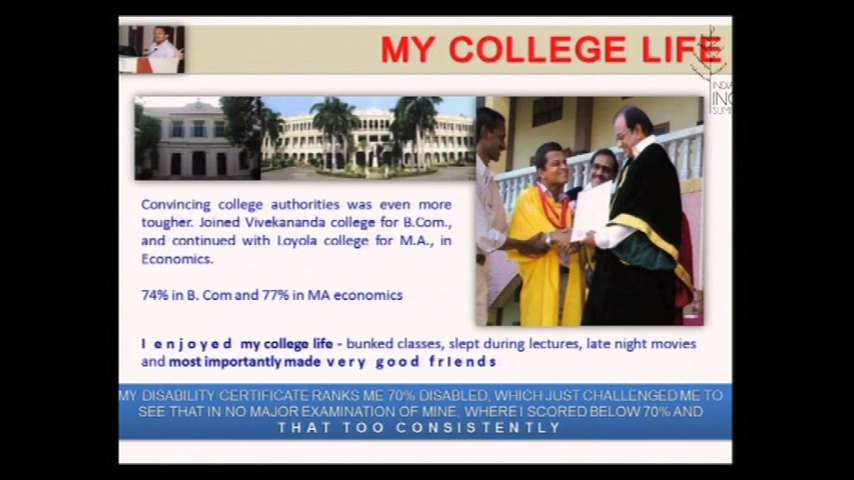 MY COLLEGE LIFE
INDIA
INC
SUM
Convincing college authorities was even more
tougher. Joined Vivekananda college for B.Com.,
and continued with Loyola college for M.A., in
Economics.
74% in B. Com and 77% in MA economics
I enjoyed my college life - bunked classes, slept during lectures, late night movies
and most importantly made very good friends
MY DISABILITY CERTIFICATE RANKS ME 70% DISABLED, WHICH JUST CHALLENGED ME TO
SEE THAT IN NO MAJOR EXAMINATION OF MINE, WHERE I SCORED BELOW 70% AND
THAT TOO CONSISTENTLY